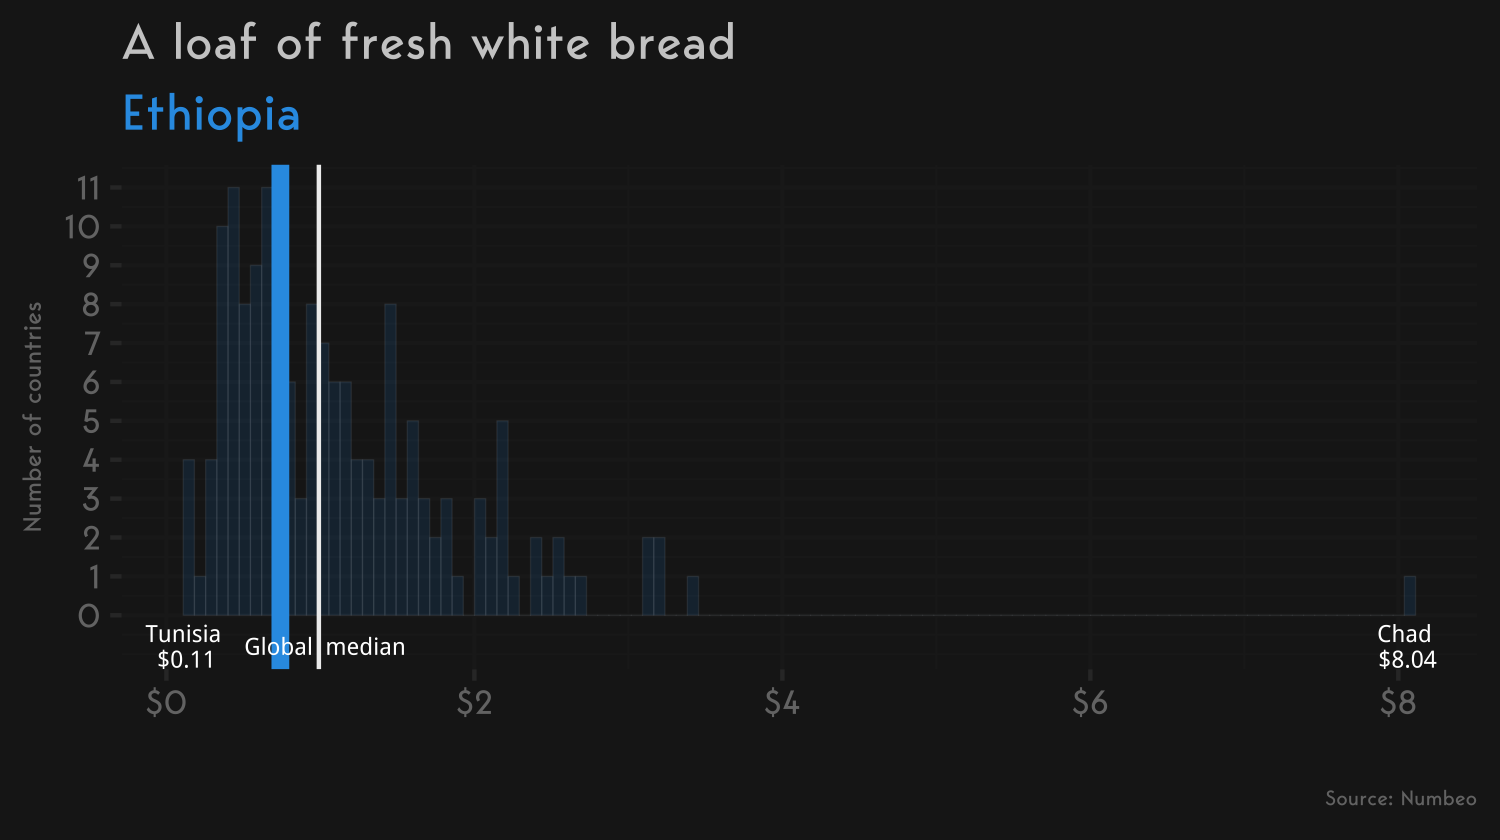 A loaf of fresh white bread
Ethiopia
Number of countries
11
10
9
8
7
6
5
4
3
2
1
0
Tunisia
$0.11
Global median
Chad
$8.04
$0 $2 $4 $6 $8
Source: Numbeo